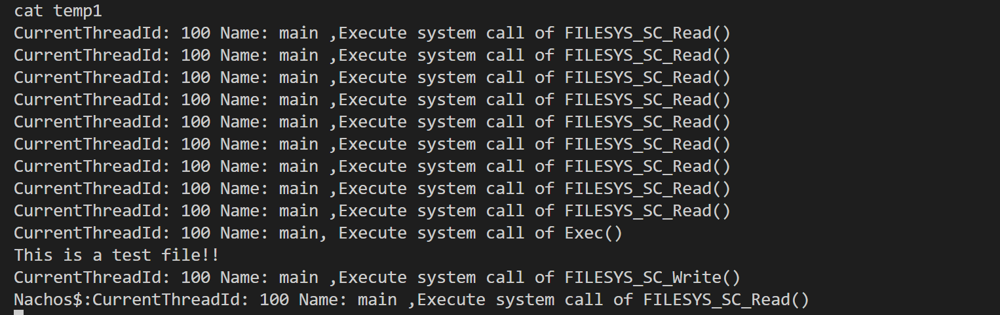 cat temp1
CurrentThreadId: 100 Name: main ,Execute system call of FILESYS_SC_Read()
CurrentThreadId: 100 Name: main ,Execute system call of FILESYS_SC_Read()
CurrentThreadId: 100 Name: main ,Execute system call of FILESYS_SC_Read()
CurrentThreadId: 100 Name: main ,Execute system call of FILESYS_SC_Read()
CurrentThreadId: 100 Name: main ,Execute system call of FILESYS_SC_Read()
CurrentThreadId: 100 Name: main ,Execute system call of FILESYS_SC_Read()
CurrentThreadId: 100 Name: main ,Execute system call of FILESYS_SC_Read()
CurrentThreadId: 100 Name: main ,Execute system call of FILESYS_SC_Read()
CurrentThreadId: 100 Name: main ,Execute system call of FILESYS_SC_Read()
CurrentThreadId: 100 Name: main, Execute system call of Exec()
This is a test file!!
CurrentThreadId: 100 Name: main ,Execute system call of FILESYS_SC_Write()
Nachos$:CurrentThreadId: 100 Name: main ,Execute system call of FILESYS_SC_Read()